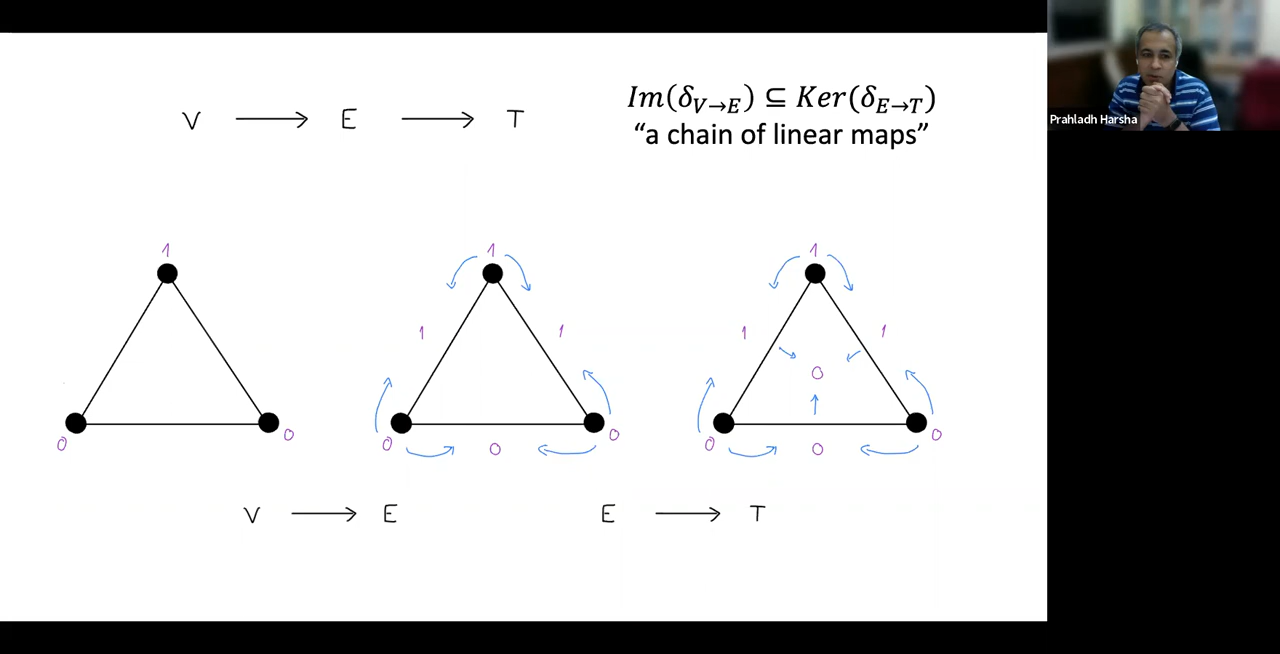 V → E → T
Im(δ_{V→E}) ⊆ Ker(δ_{E→T})
“a chain of linear maps”
Prahladh Harsha
1
0 0
1
1 1
0 0 0
1
1 1
0
0 0 0
V → E
E → T